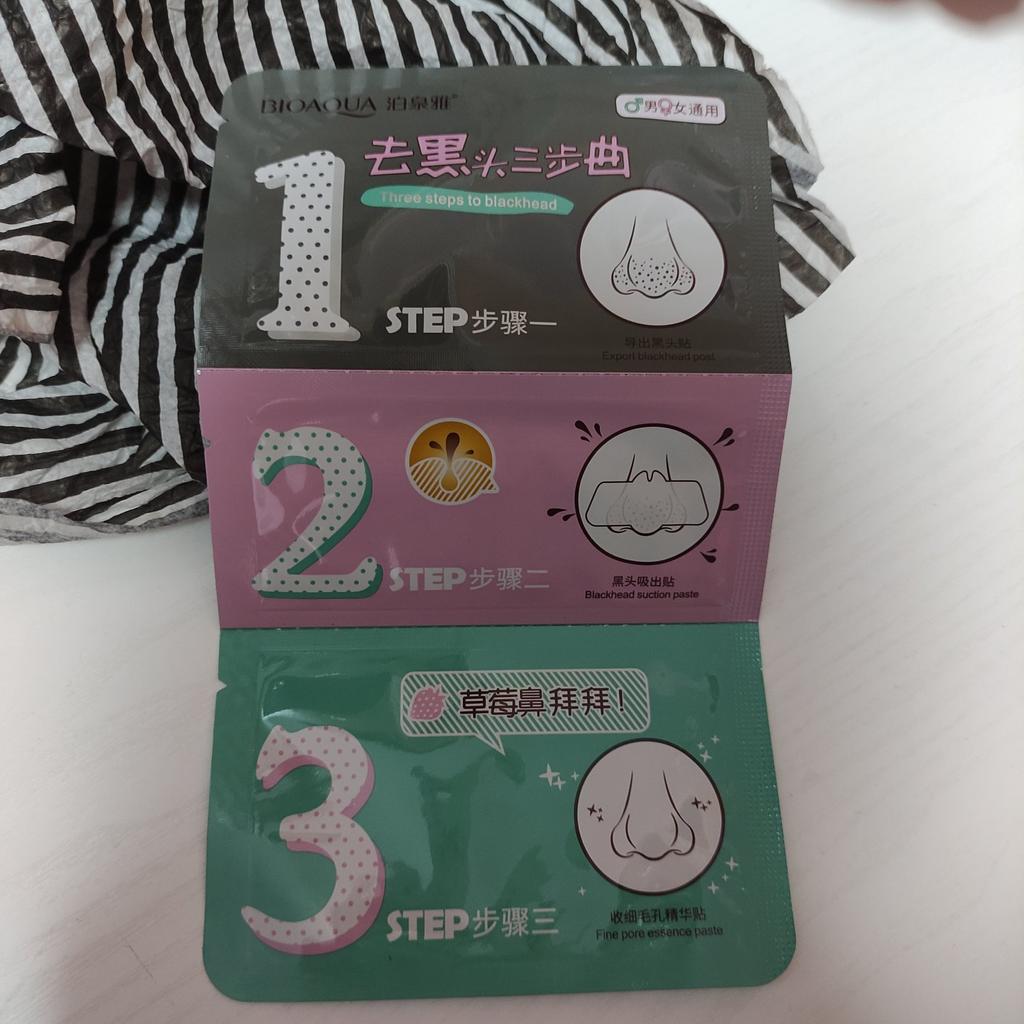 BIOAQUA 泊泉雅®
男女通用
去黑头三步曲
Three steps to blackhead
1
STEP 步骤一
导出黑头贴
Export blackhead post
2
STEP 步骤二
黑头吸出贴
Blackhead suction paste
草莓鼻拜拜！
3
STEP 步骤三
收细毛孔精华贴
Fine pore essence paste